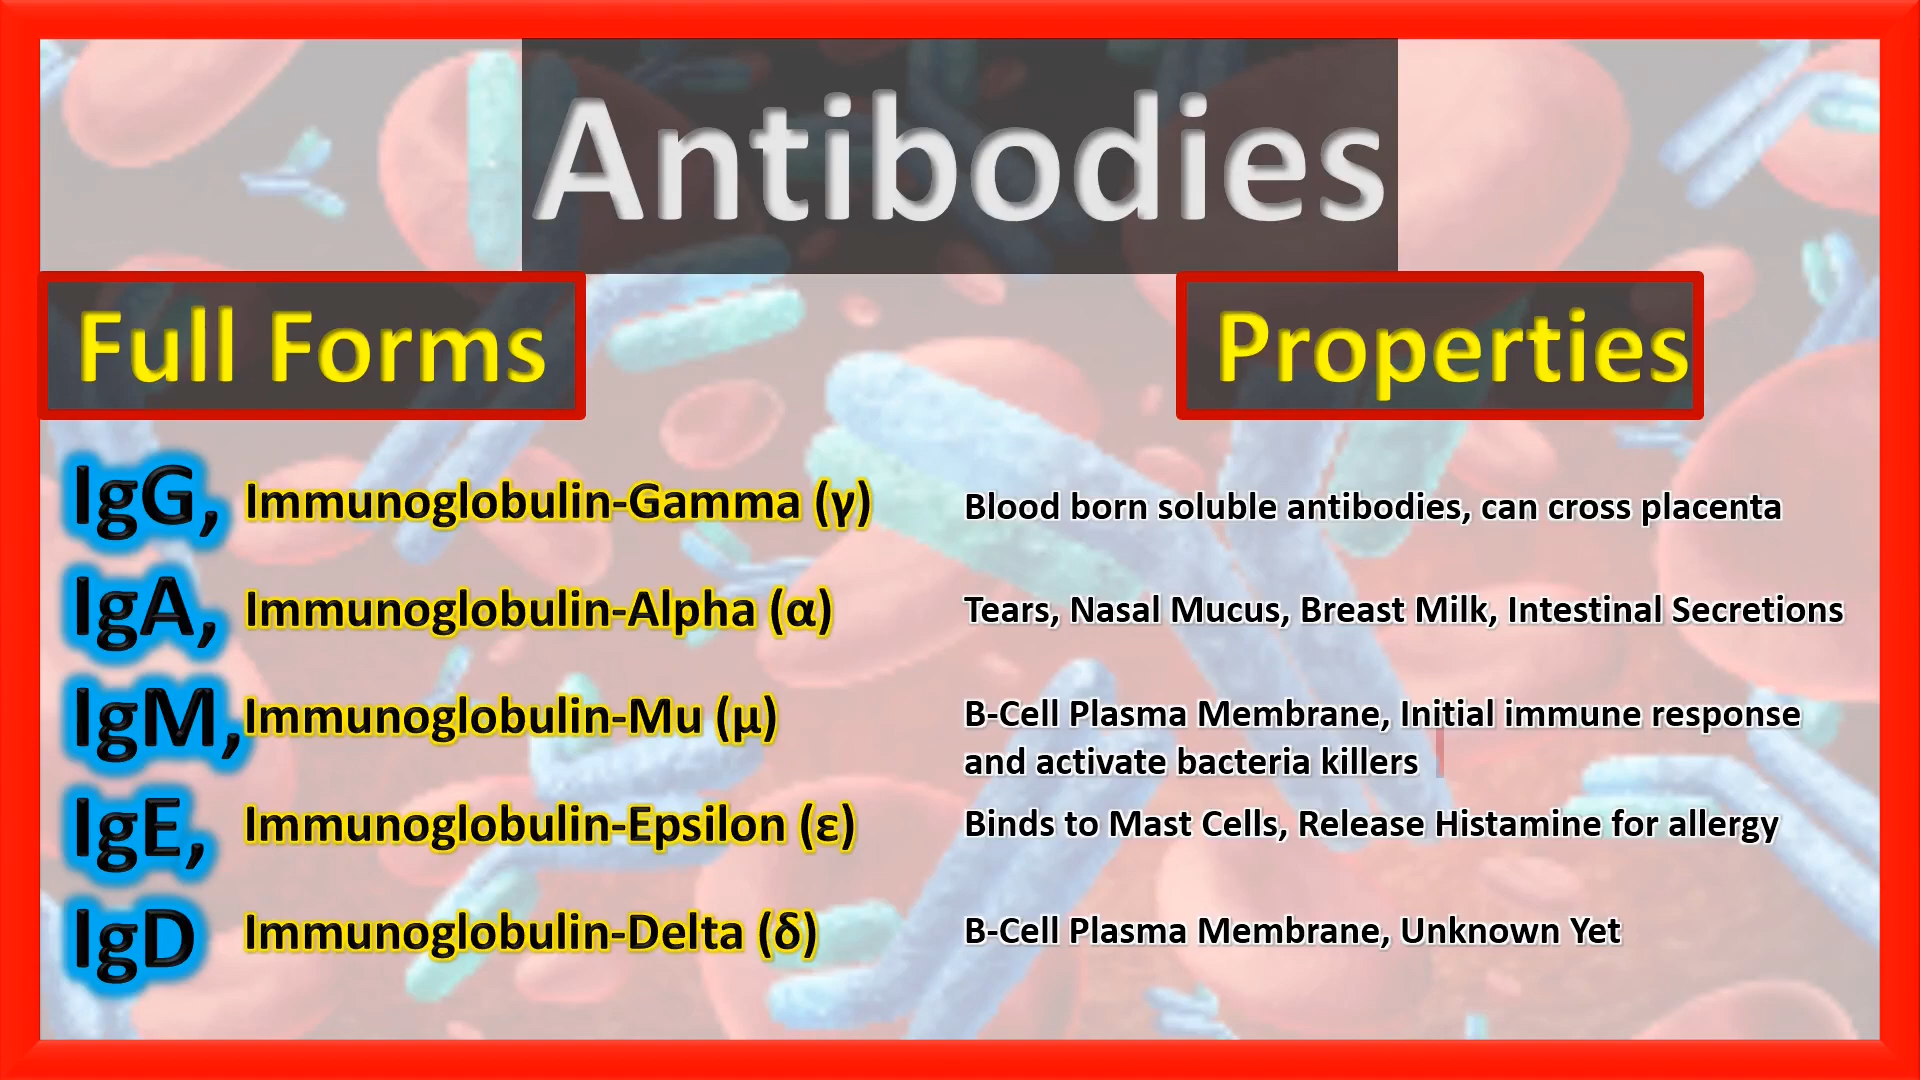 Antibodies
Full Forms
Properties
IgG, Immunoglobulin-Gamma (γ)
Blood born soluble antibodies, can cross placenta
IgA, Immunoglobulin-Alpha (α)
Tears, Nasal Mucus, Breast Milk, Intestinal Secretions
IgM, Immunoglobulin-Mu (μ)
B-Cell Plasma Membrane, Initial immune response
and activate bacteria killers
IgE, Immunoglobulin-Epsilon (ε)
Binds to Mast Cells, Release Histamine for allergy
IgD Immunoglobulin-Delta (δ)
B-Cell Plasma Membrane, Unknown Yet